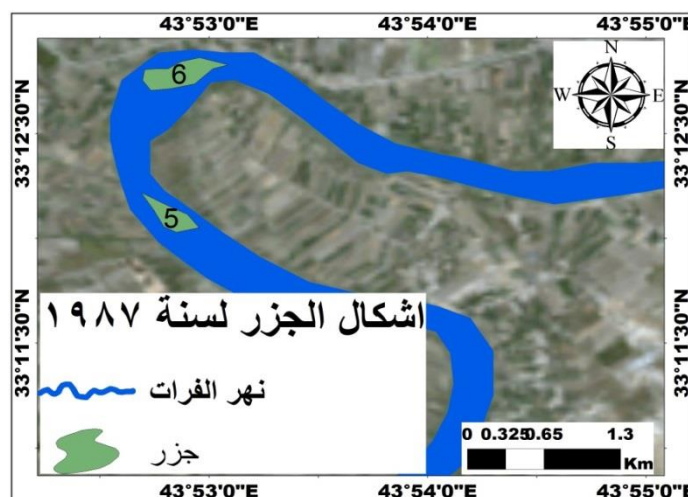 43°53'0"E 43°54'0"E 43°55'0"E
N
W E
S
33°12'30"N 33°12'30"N
6
5
33°11'30"N 33°11'30"N
اشكال الجزر لسنة ١٩٨٧
نهر الفرات
جزر
0 0.325 0.65 1.3
Km
43°53'0"E 43°54'0"E 43°55'0"E